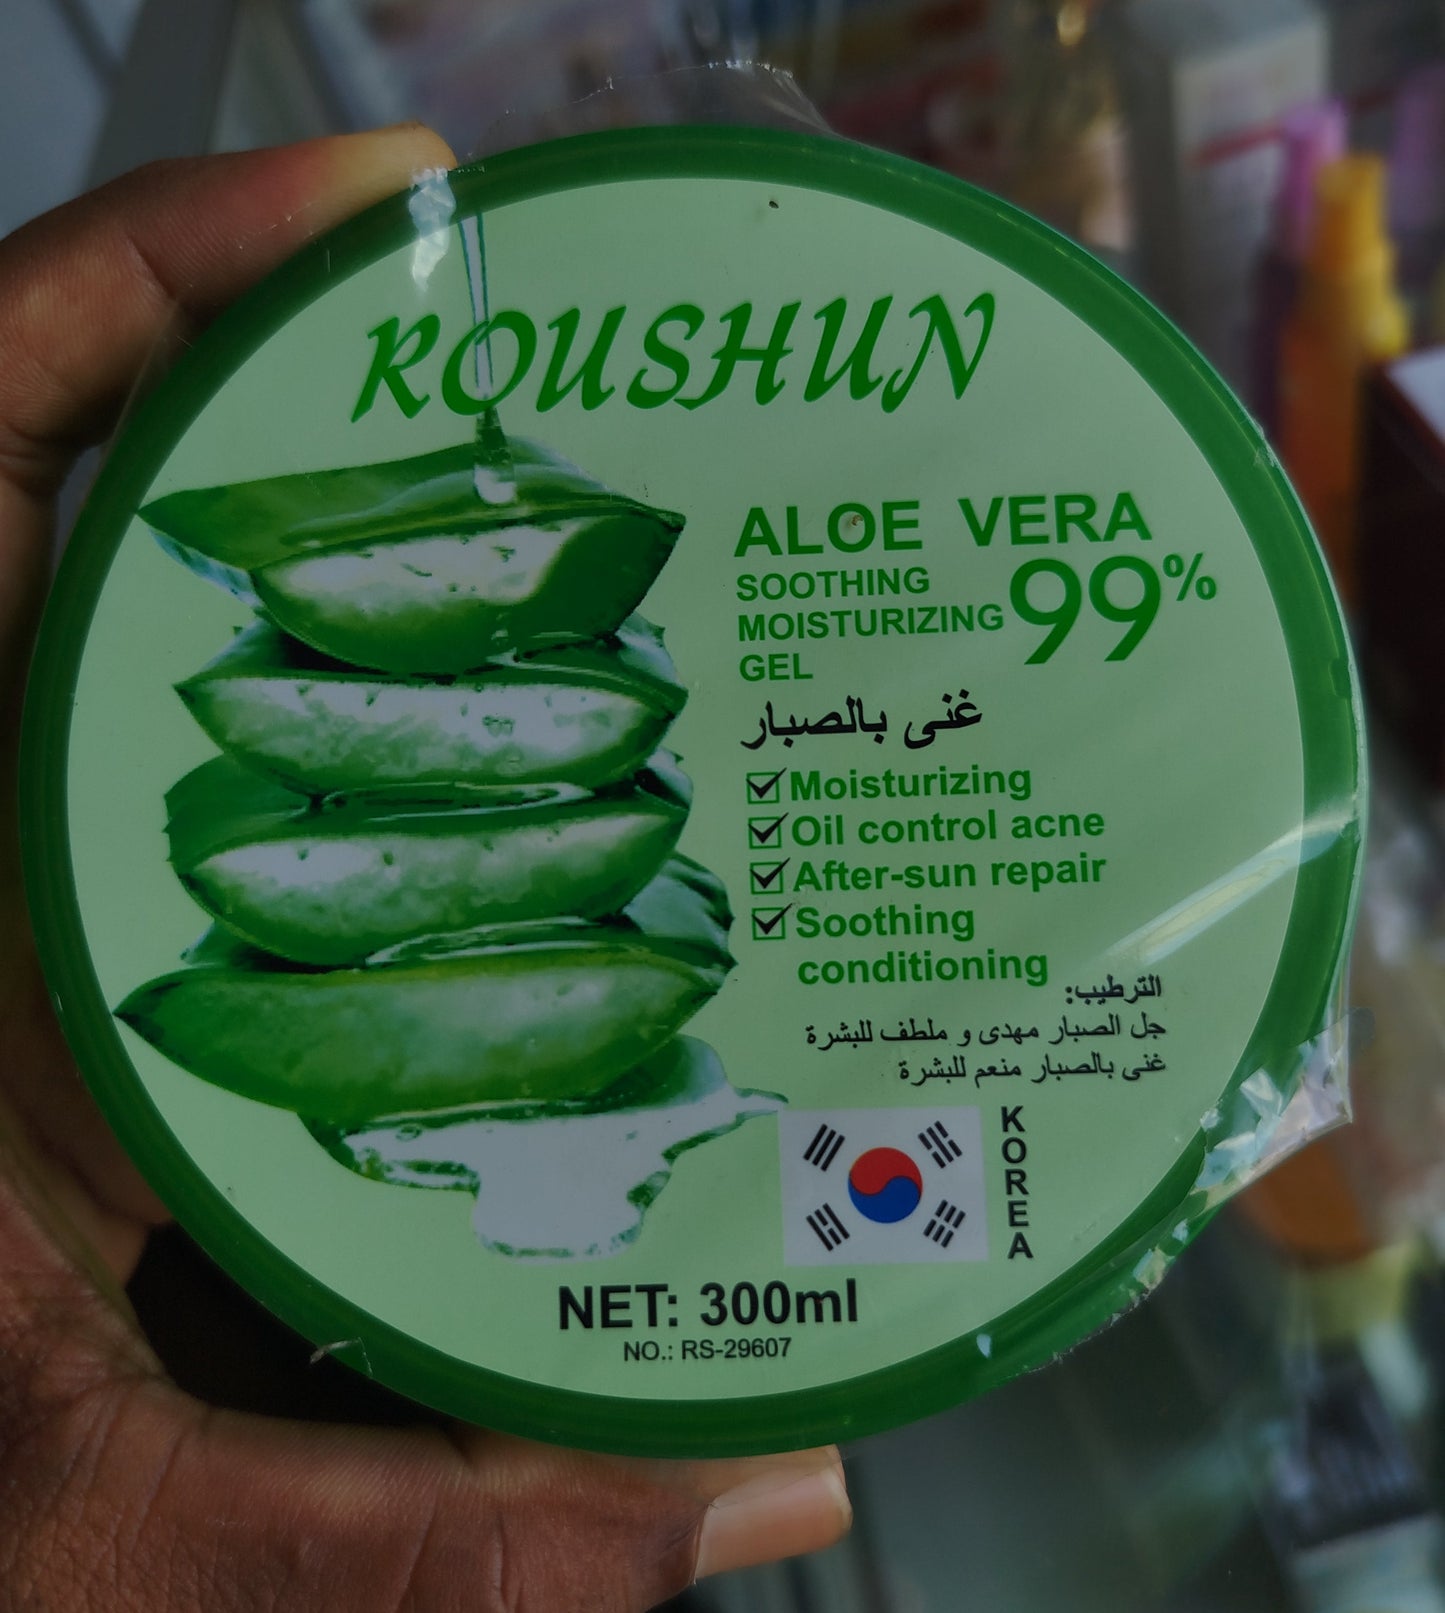 ROUSHUN
ALOE VERA
SOOTHING
MOISTURIZING
GEL
99%
غنى بالصبار
Moisturizing
Oil control acne
After-sun repair
Soothing
conditioning
الترطيب:
جل الصبار مهدى و ملطف للبشرة
غنى بالصبار منعم للبشرة
KOREA
NET: 300ml
NO.: RS-29607